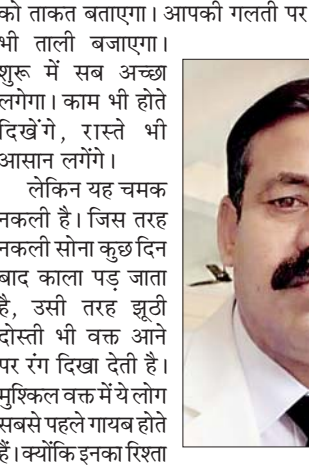 को ताकत बताएगा। आपकी गलती पर
भी ताली बजाएगा।
शुरू में सब अच्छा
लगेगा। काम भी होते
दिखेंगे, रास्ते भी
आसान लगेंगे।
लेकिन यह चमक
नकली है। जिस तरह
नकली सोना कुछ दिन
बाद काला पड़ जाता
है, उसी तरह झूठी
दोस्ती भी वक्त आने
पर रंग दिखा देती है।
मुश्किल वक्त में ये लोग
सबसे पहले गायब होते
हैं। क्योंकि इनका रिश्ता